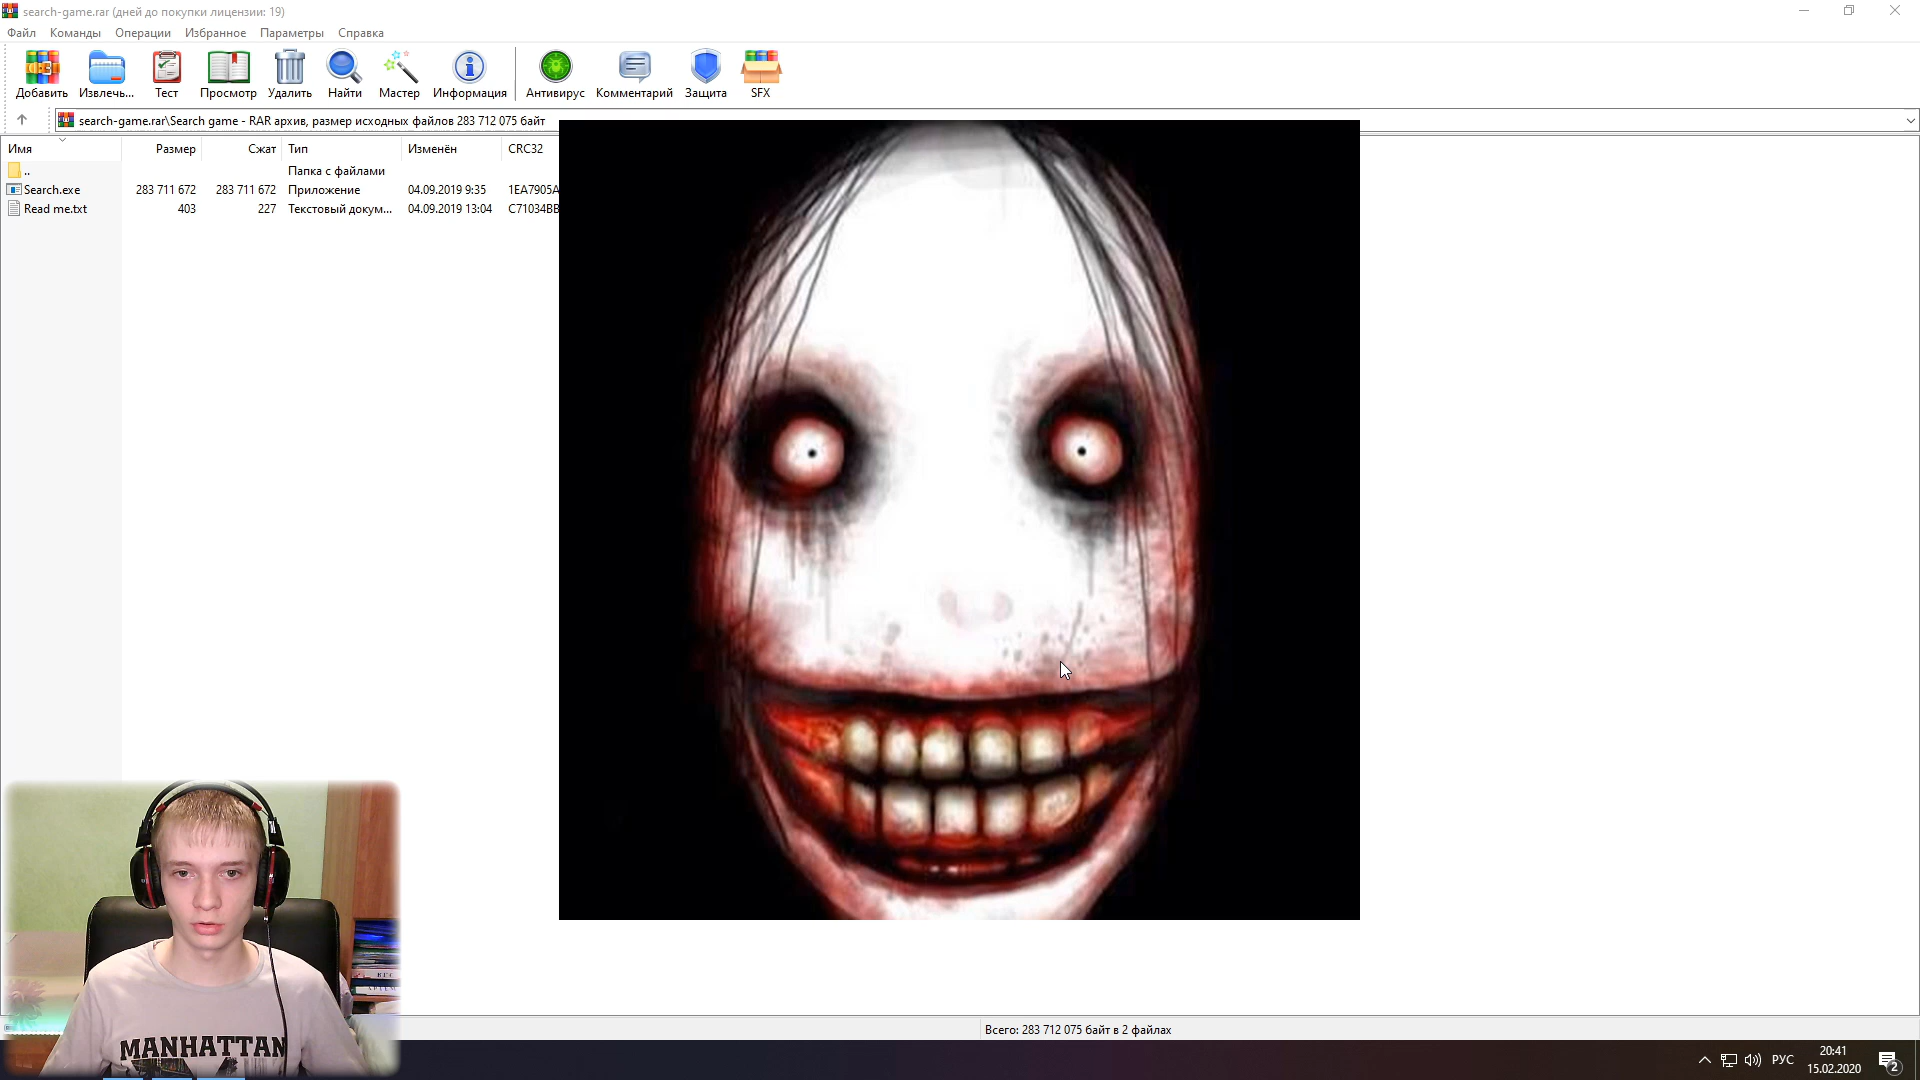 search-game.rar (дней до покупки лицензии: 19)
Файл Команды Операции Избранное Параметры Справка
Добавить Извлечь... Тест Просмотр Удалить Найти Мастер Информация Антивирус Комментарий Защита SFX
search-game.rar\Search game - RAR архив, размер исходных файлов 283 712 075 байт
Имя Размер Сжат Тип Изменён CRC32
.. Папка с файлами
Search.exe 283 711 672 283 711 672 Приложение 04.09.2019 9:35 1EA7905A
Read me.txt 403 227 Текстовый докум... 04.09.2019 13:04 C71034BB
MANHATTAN
Всего: 283 712 075 байт в 2 файлах
РУС
20:41
15.02.2020
2